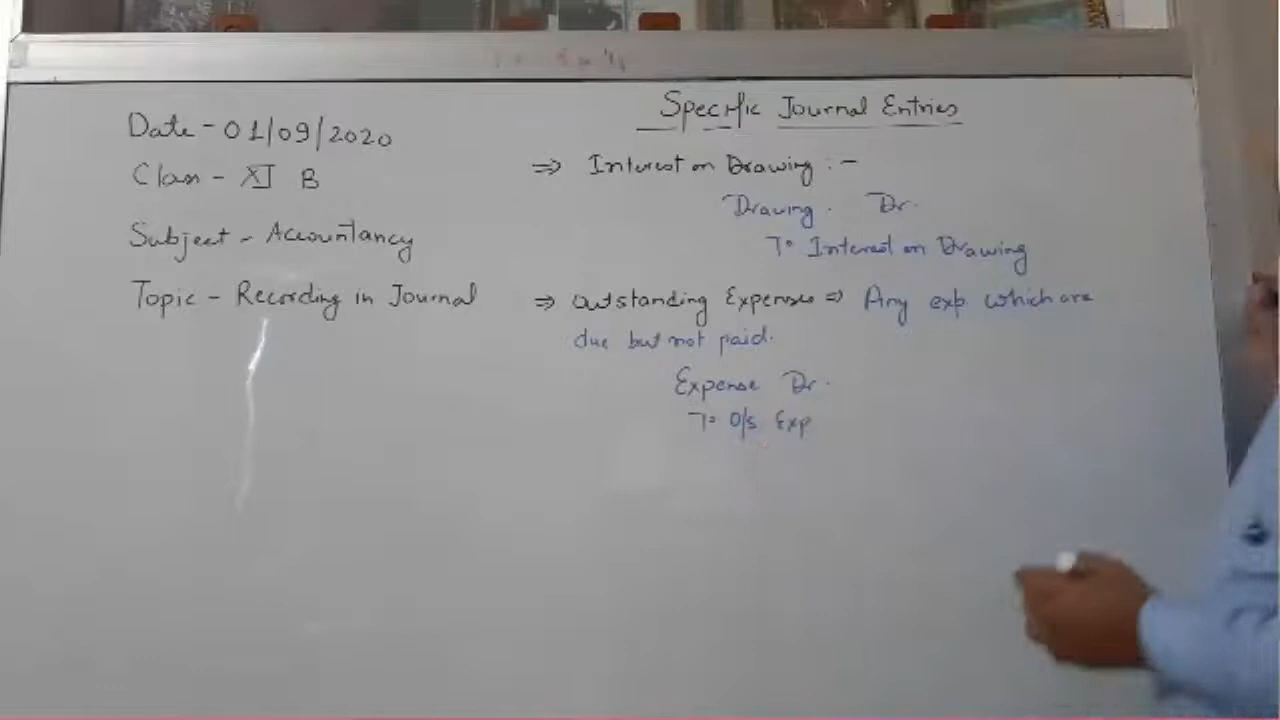 Date - 01/09/2020
Class - XI B
Subject - Accountancy
Topic - Recording in Journal
Specific Journal Entries
⇒ Interest on Drawing :-
Drawing. Dr.
To Interest on Drawing
⇒ Outstanding Expenses ⇒ Any exp which are
due but not paid.
Expense Dr.
To O/s Exp